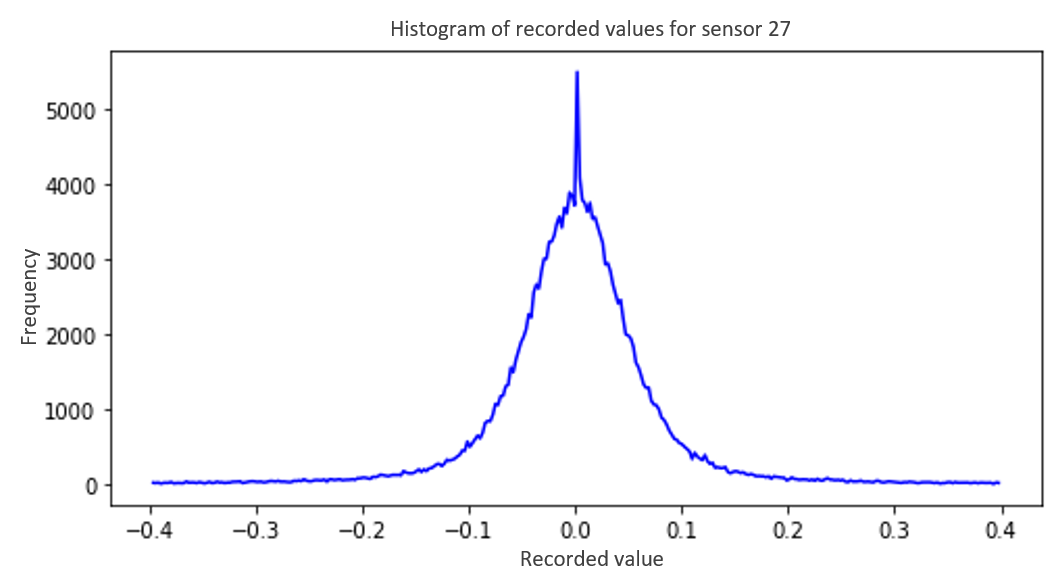 Histogram of recorded values for sensor 27
5000
4000
3000
2000
1000
0
Frequency
−0.4 −0.3 −0.2 −0.1 0.0 0.1 0.2 0.3 0.4
Recorded value